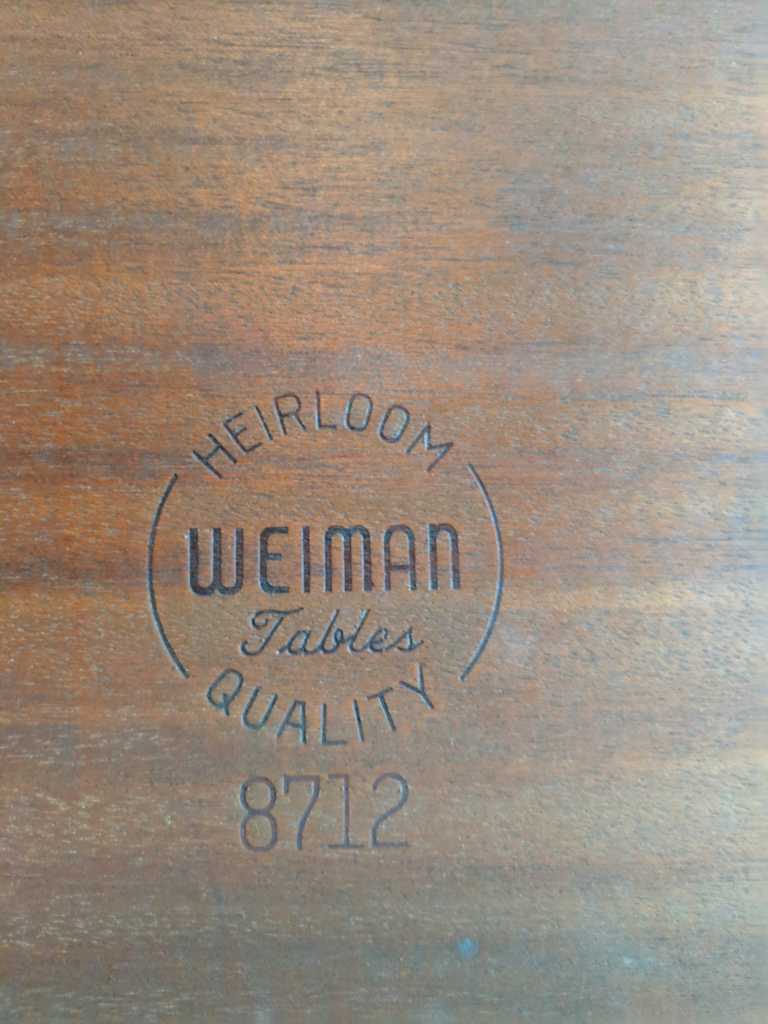 HEIRLOOM
WEIMAN
Tables
QUALITY
8712